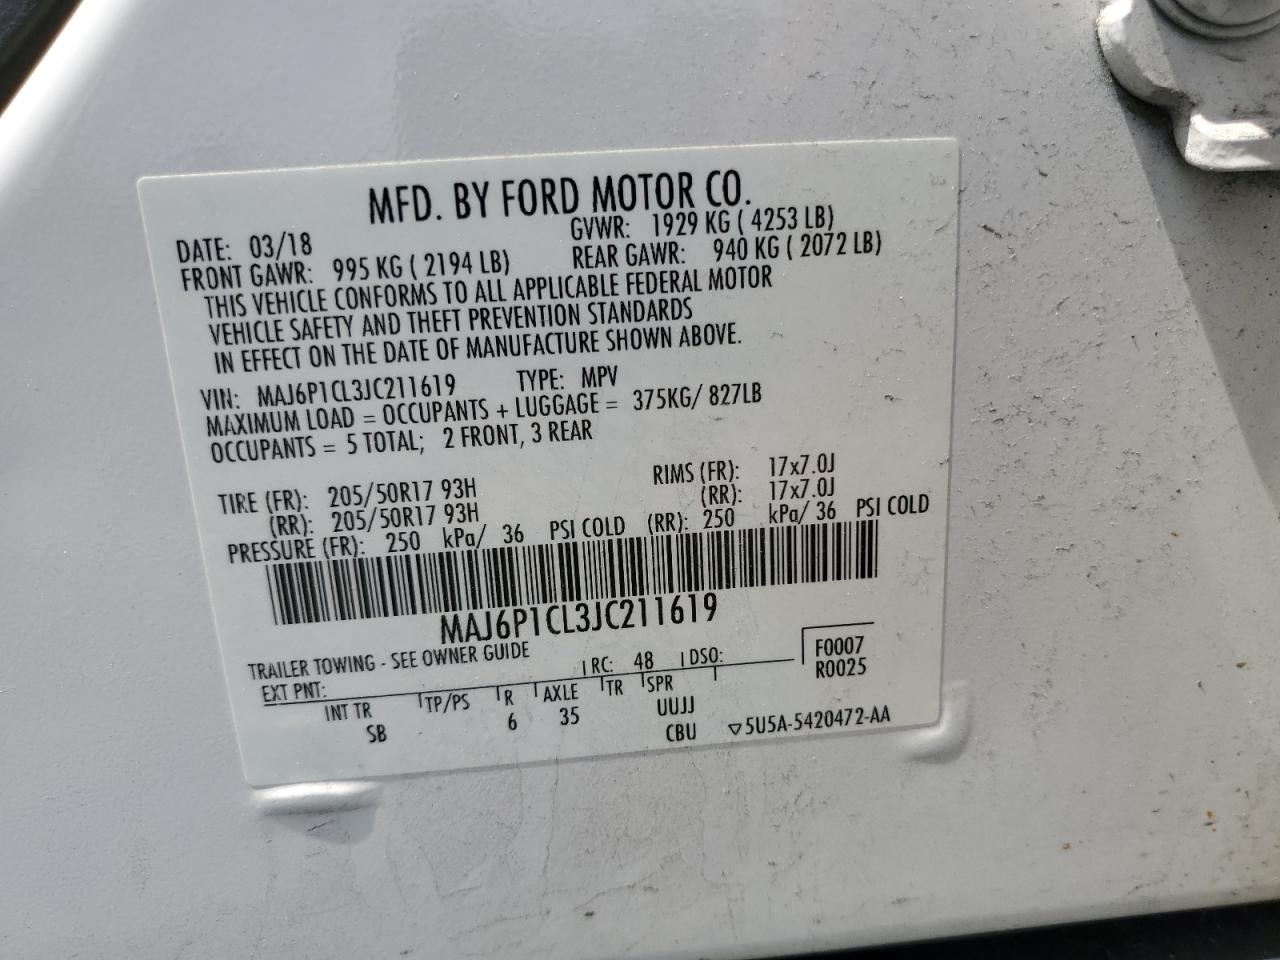 MFD. BY FORD MOTOR CO.
DATE: 03/18 GVWR: 1929 KG ( 4253 LB)
FRONT GAWR: 995 KG ( 2194 LB) REAR GAWR: 940 KG ( 2072 LB)
THIS VEHICLE CONFORMS TO ALL APPLICABLE FEDERAL MOTOR
VEHICLE SAFETY AND THEFT PREVENTION STANDARDS
IN EFFECT ON THE DATE OF MANUFACTURE SHOWN ABOVE.
VIN: MAJ6P1CL3JC211619 TYPE: MPV
MAXIMUM LOAD = OCCUPANTS + LUGGAGE = 375KG/ 827LB
OCCUPANTS = 5 TOTAL; 2 FRONT, 3 REAR
TIRE (FR): 205/50R17 93H RIMS (FR): 17x7.0J
(RR): 205/50R17 93H (RR): 17x7.0J
PRESSURE (FR): 250 kPa/ 36 PSI COLD (RR): 250 kPa/ 36 PSI COLD
MAJ6P1CL3JC211619
TRAILER TOWING - SEE OWNER GUIDE
EXT PNT: RC: 48 DSO: F0007
R0025
INT TR TP/PS R AXLE TR SPR
SB 6 35 UUJJ
CBU ▽5U5A-5420472-AA